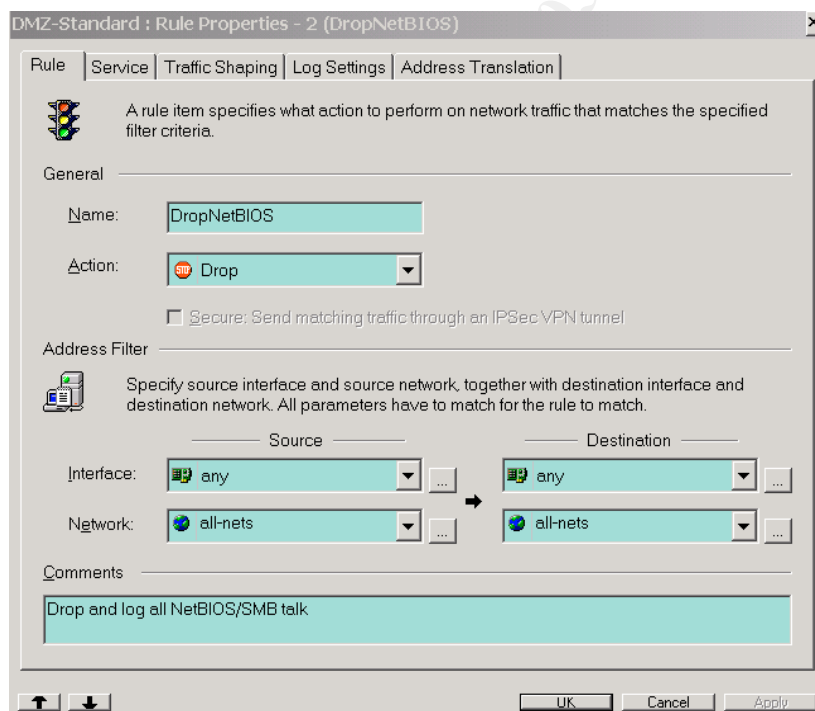 DMZ-Standard : Rule Properties - 2 (DropNetBIOS)
Rule Service Traffic Shaping Log Settings Address Translation
A rule item specifies what action to perform on network traffic that matches the specified
filter criteria.
General
Name: DropNetBIOS
Action: STOP Drop
Secure: Send matching traffic through an IPSec VPN tunnel
Address Filter
Specify source interface and source network, together with destination interface and
destination network. All parameters have to match for the rule to match.
Source Destination
Interface: any ... any ...
Network: all-nets ... all-nets ...
Comments
Drop and log all NetBIOS/SMB talk
OK Cancel Apply